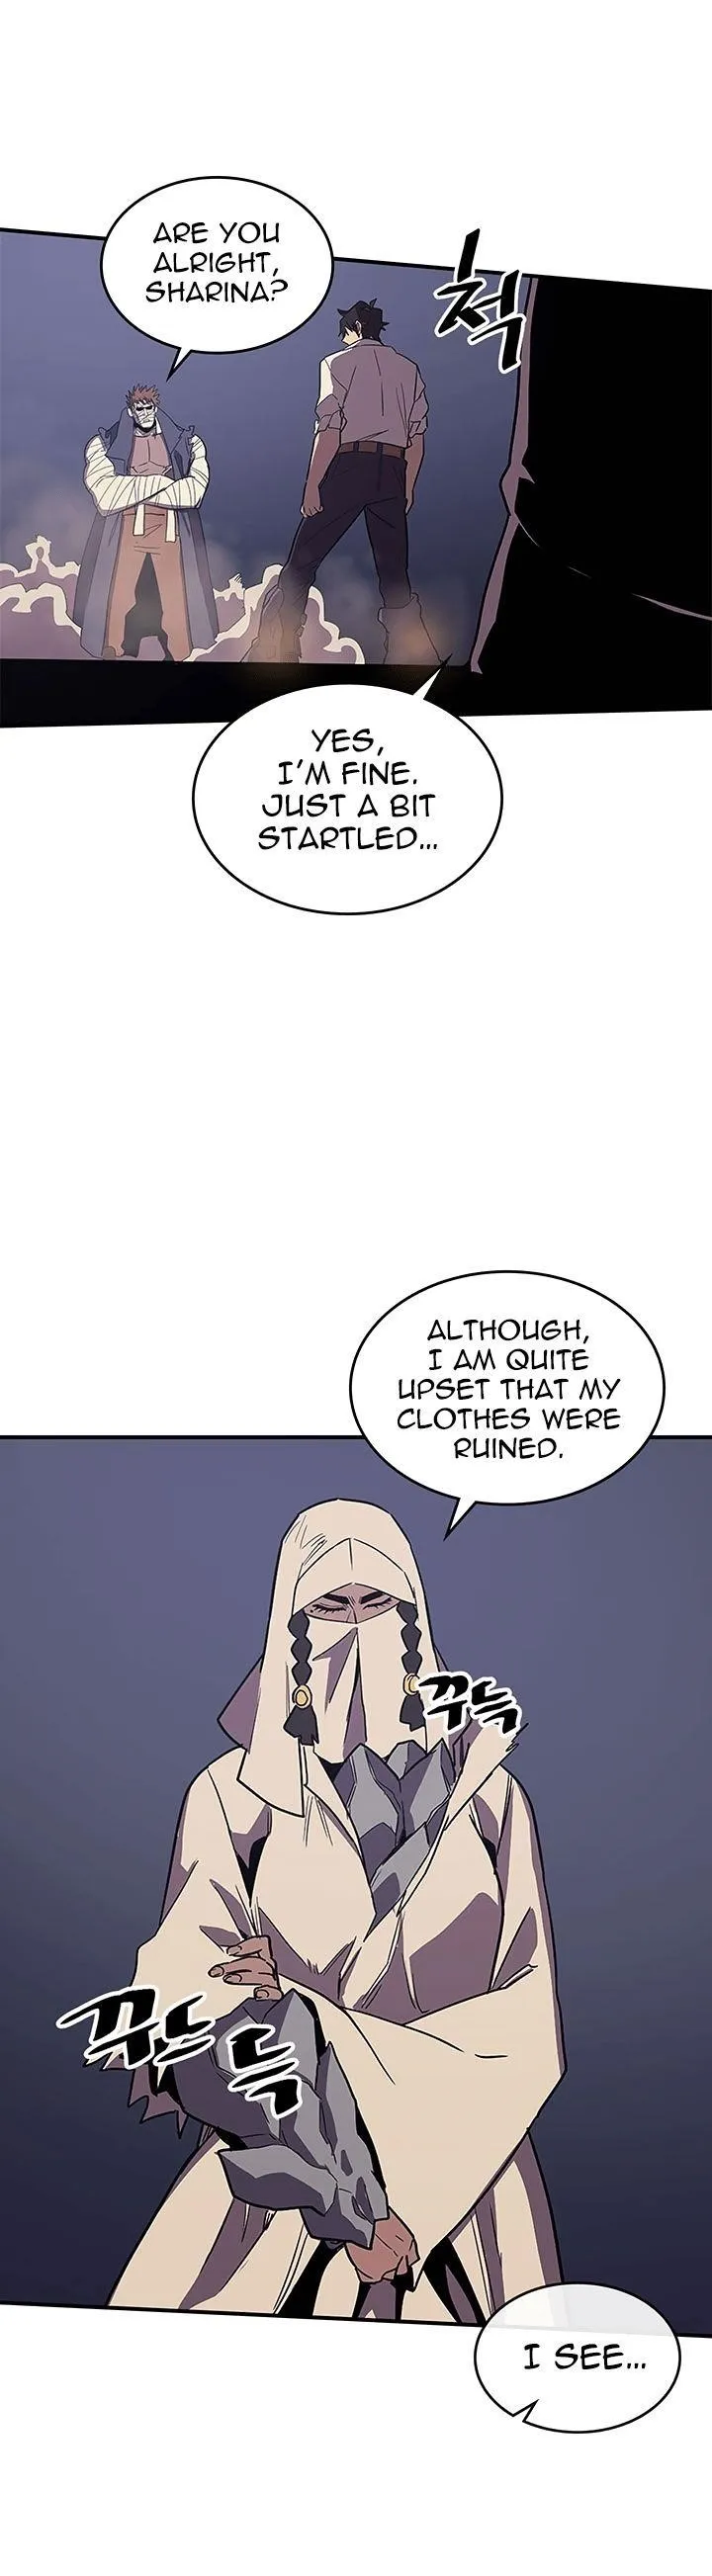 ARE YOU
ALRIGHT,
SHARINA?
척
YES,
I'M FINE.
JUST A BIT
STARTLED...
ALTHOUGH,
I AM QUITE
UPSET THAT MY
CLOTHES WERE
RUINED.
꾸득
꾸드득
I SEE...